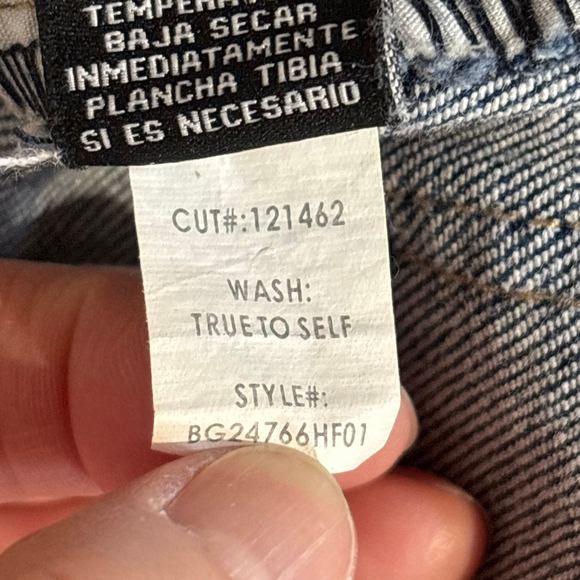 BAJA SECAR
INMEDIATAMENTE
PLANCHA TIBIA
SI ES NECESARIO
CUT#:121462
WASH:
TRUE TO SELF
STYLE#:
BG24766HF01